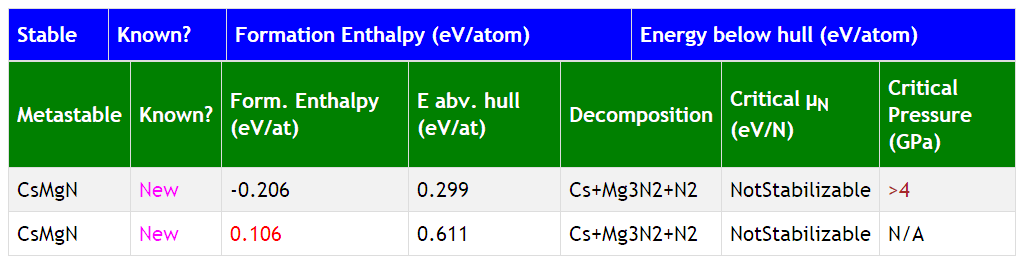 Stable Known? Formation Enthalpy (eV/atom) Energy below hull (eV/atom)
Metastable Known? Form. Enthalpy (eV/at) E abv. hull (eV/at) Decomposition Critical μN (eV/N) Critical Pressure (GPa)
CsMgN New -0.206 0.299 Cs+Mg3N2+N2 NotStabilizable >4
CsMgN New 0.106 0.611 Cs+Mg3N2+N2 NotStabilizable N/A